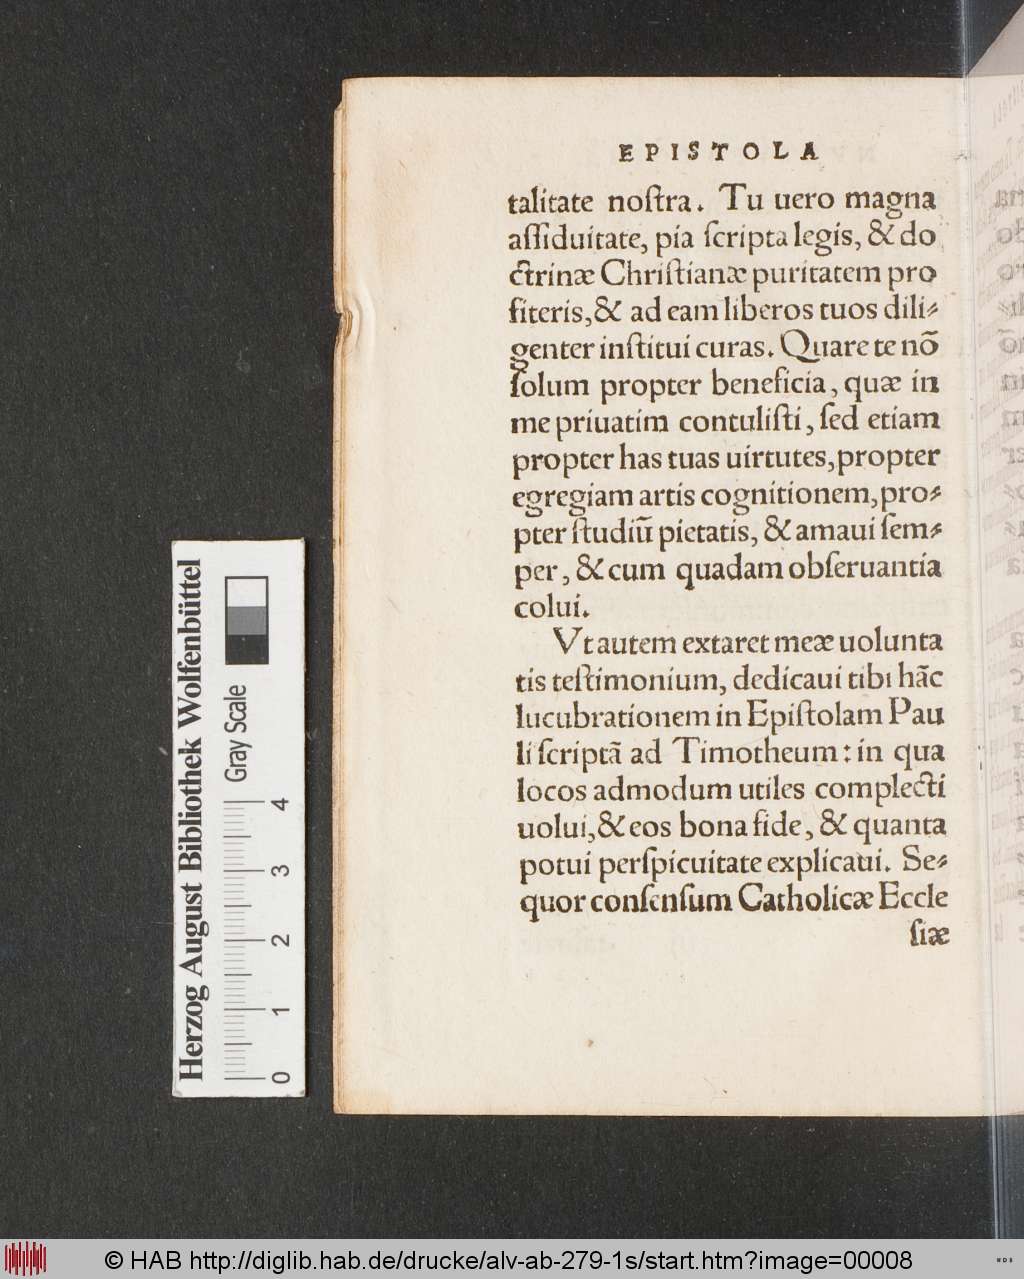 EPISTOLA
talitate noſtra. Tu uero magna
aſſiduitate, pia ſcripta legis, & do
ctrinæ Chriſtianæ puritatem pro
fiteris, & ad eam liberos tuos dili⸗
genter inſtitui curas. Quare te nō
ſolum propter beneficia, quæ in
me priuatim contuliſti, ſed etiam
propter has tuas uirtutes, propter
egregiam artis cognitionem, pro⸗
pter ſtudiū pietatis, & amaui ſem⸗
per, & cum quadam obſeruantia
colui.
Vt autem extaret meæ uolunta
tis teſtimonium, dedicaui tibi hāc
lucubrationem in Epiſtolam Pau
li ſcriptā ad Timotheum: in qua
locos admodum utiles complecti
uolui, & eos bona fide, & quanta
potui perſpicuitate explicaui. Se⸗
quor conſenſum Catholicæ Eccle
ſiæ
Herzog August Bibliothek Wolfenbüttel
Gray Scale
0 1 2 3 4
© HAB http://diglib.hab.de/drucke/alv-ab-279-1s/start.htm?image=00008